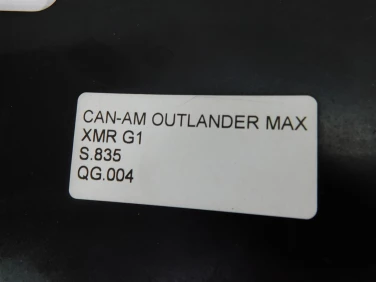 CAN-AM OUTLANDER MAX
XMR G1
S.835
QG.004